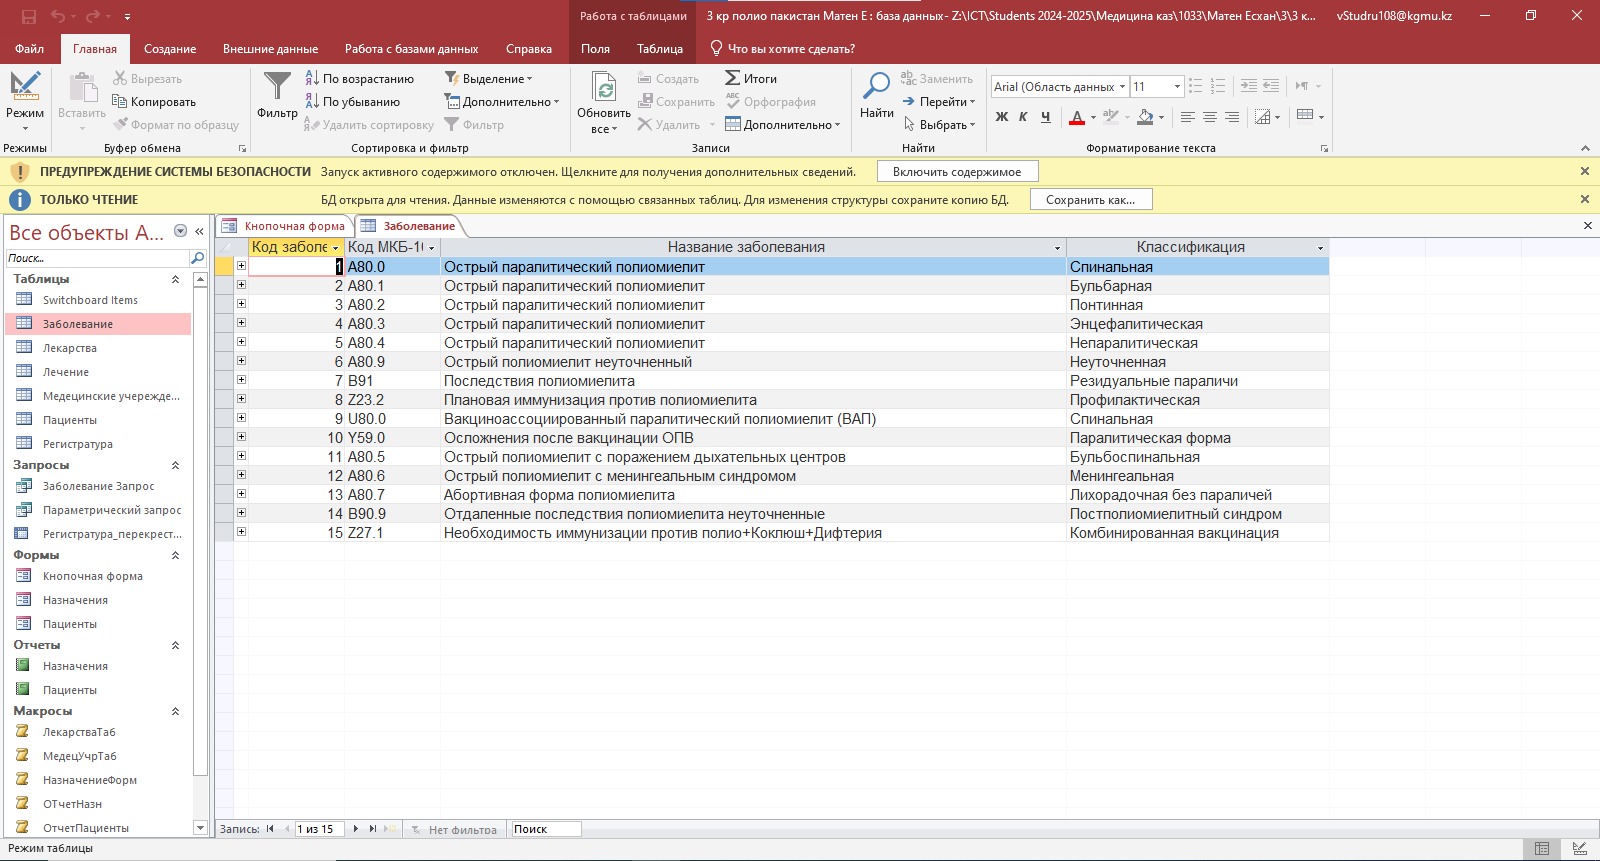 Работа с таблицами
3 кр полио пакистан Матен Е : база данных- Z:\ICT\Students 2024-2025\Медицина каз\1033\Матен Есхан\3\3 к...
vStudru108@kgmu.kz
Файл Главная Создание Внешние данные Работа с базами данных Справка Поля Таблица Что вы хотите сделать?
Режим
Режимы
Вставить
Вырезать
Копировать
Формат по образцу
Буфер обмена
Фильтр
По возрастанию
По убыванию
Удалить сортировку
Выделение
Дополнительно
Фильтр
Сортировка и фильтр
Обновить
все
Создать
Сохранить
Удалить
Итоги
Орфография
Дополнительно
Записи
Найти
Заменить
Перейти
Выбрать
Найти
Arial (Область данных 11
Ж К Ч
Форматирование текста
ПРЕДУПРЕЖДЕНИЕ СИСТЕМЫ БЕЗОПАСНОСТИ Запуск активного содержимого отключен. Щелкните для получения дополнительных сведений. Включить содержимое
ТОЛЬКО ЧТЕНИЕ БД открыта для чтения. Данные изменяются с помощью связанных таблиц. Для изменения структуры сохраните копию БД. Сохранить как...
Все объекты A...
Поиск...
Таблицы
Switchboard Items
Заболевание
Лекарства
Лечение
Медецинские учережде...
Пациенты
Регистратура
Запросы
Заболевание Запрос
Параметрический запрос
Регистратура_перекрест...
Формы
Кнопочная форма
Назначения
Пациенты
Отчеты
Назначения
Пациенты
Макросы
ЛекарстваТаб
МедецУчрТаб
НазначениеФорм
ОТчетНазн
ОтчетПациенты
Кнопочная форма Заболевание
Код заболе Код МКБ-10 Название заболевания Классификация
1 A80.0 Острый паралитический полиомиелит Спинальная
2 A80.1 Острый паралитический полиомиелит Бульбарная
3 A80.2 Острый паралитический полиомиелит Понтинная
4 A80.3 Острый паралитический полиомиелит Энцефалитическая
5 A80.4 Острый паралитический полиомиелит Непаралитическая
6 A80.9 Острый полиомиелит неуточненный Неуточненная
7 B91 Последствия полиомиелита Резидуальные параличи
8 Z23.2 Плановая иммунизация против полиомиелита Профилактическая
9 U80.0 Вакциноассоциированный паралитический полиомиелит (ВАП) Спинальная
10 Y59.0 Осложнения после вакцинации ОПВ Паралитическая форма
11 A80.5 Острый полиомиелит с поражением дыхательных центров Бульбоспинальная
12 A80.6 Острый полиомиелит с менингеальным синдромом Менингеальная
13 A80.7 Абортивная форма полиомиелита Лихорадочная без параличей
14 B90.9 Отдаленные последствия полиомиелита неуточненные Постполиомиелитный синдром
15 Z27.1 Необходимость иммунизации против полио+Коклюш+Дифтерия Комбинированная вакцинация
Запись: 1 из 15 Нет фильтра Поиск
Режим таблицы